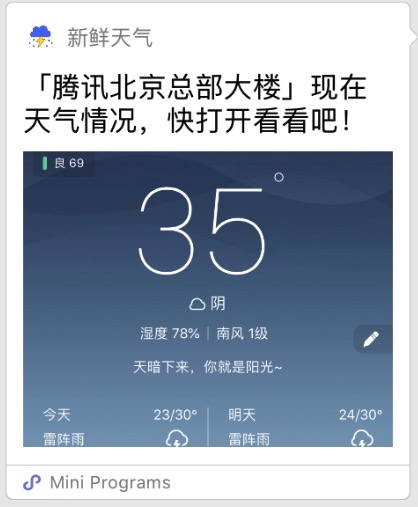 新鲜天气
「腾讯北京总部大楼」现在
天气情况，快打开看看吧！
良 69
35°
阴
湿度 78% | 南风 1级
天暗下来，你就是阳光~
今天 23/30° 明天 24/30°
雷阵雨 雷阵雨
Mini Programs